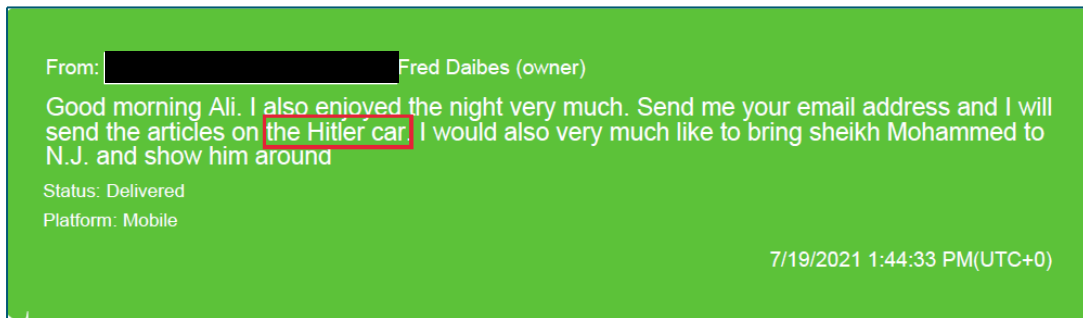 From: Fred Daibes (owner)
Good morning Ali. I also enjoyed the night very much. Send me your email address and I will
send the articles on the Hitler car. I would also very much like to bring sheikh Mohammed to
N.J. and show him around
Status: Delivered
Platform: Mobile
7/19/2021 1:44:33 PM(UTC+0)